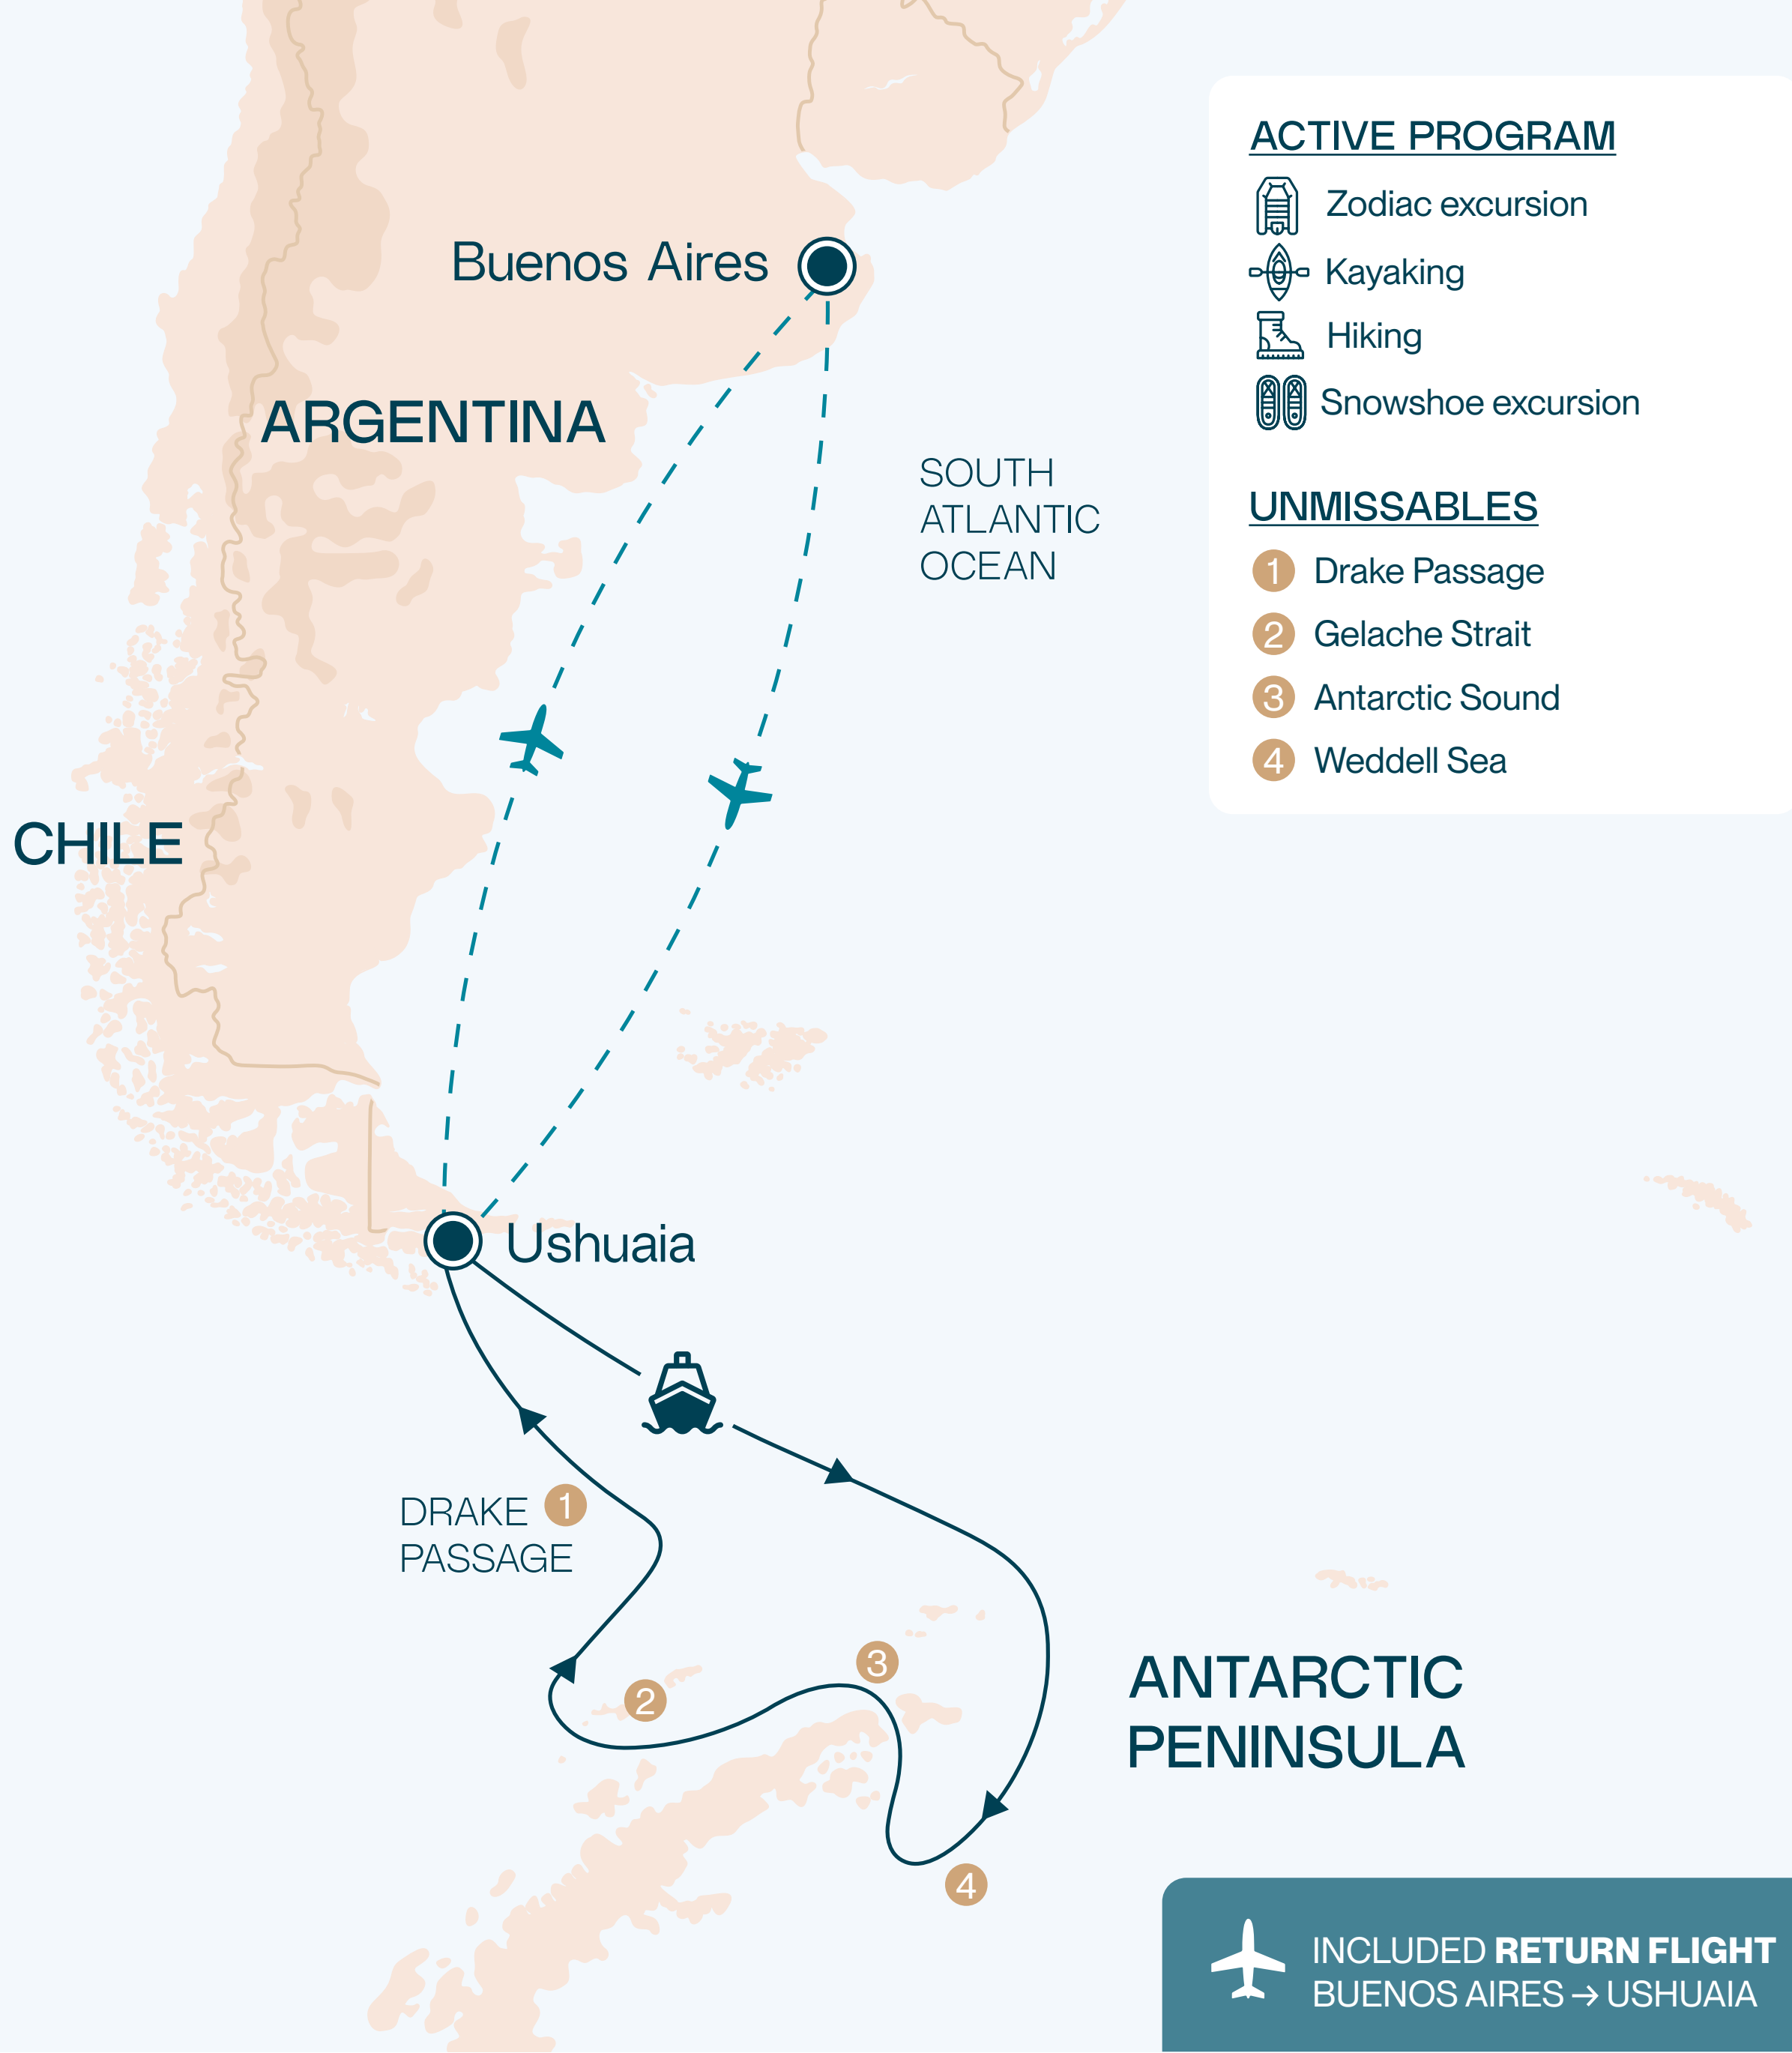 ACTIVE PROGRAM
Zodiac excursion
Kayaking
Hiking
Snowshoe excursion
UNMISSABLES
1 Drake Passage
2 Gelache Strait
3 Antarctic Sound
4 Weddell Sea
Buenos Aires
ARGENTINA
SOUTH
ATLANTIC
OCEAN
CHILE
Ushuaia
DRAKE 1
PASSAGE
2
3
4
ANTARCTIC
PENINSULA
INCLUDED RETURN FLIGHT
BUENOS AIRES → USHUAIA